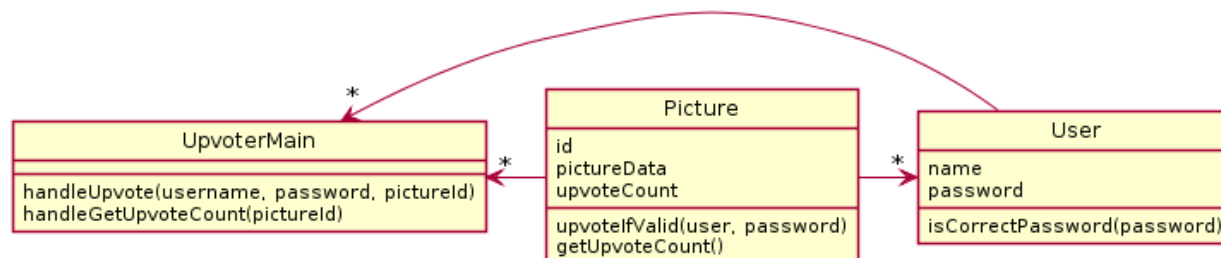 *
UpvoterMain
handleUpvote(username, password, pictureId)
handleGetUpvoteCount(pictureId)
*
Picture
id
pictureData
upvoteCount
upvoteIfValid(user, password)
getUpvoteCount()
*
User
name
password
isCorrectPassword(password)